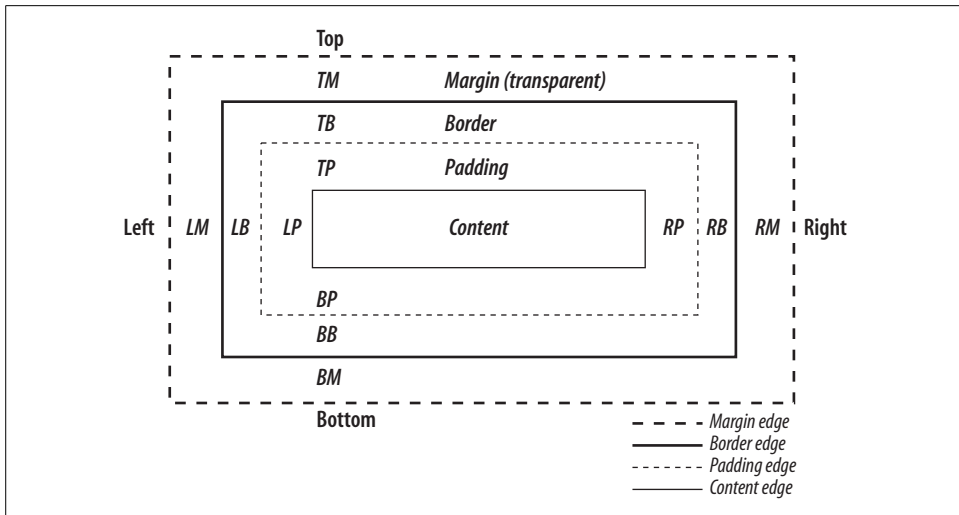 Top
TM Margin (transparent)
TB Border
TP Padding
Left LM LB LP Content RP RB RM Right
BP
BB
BM
Bottom
Margin edge
Border edge
Padding edge
Content edge